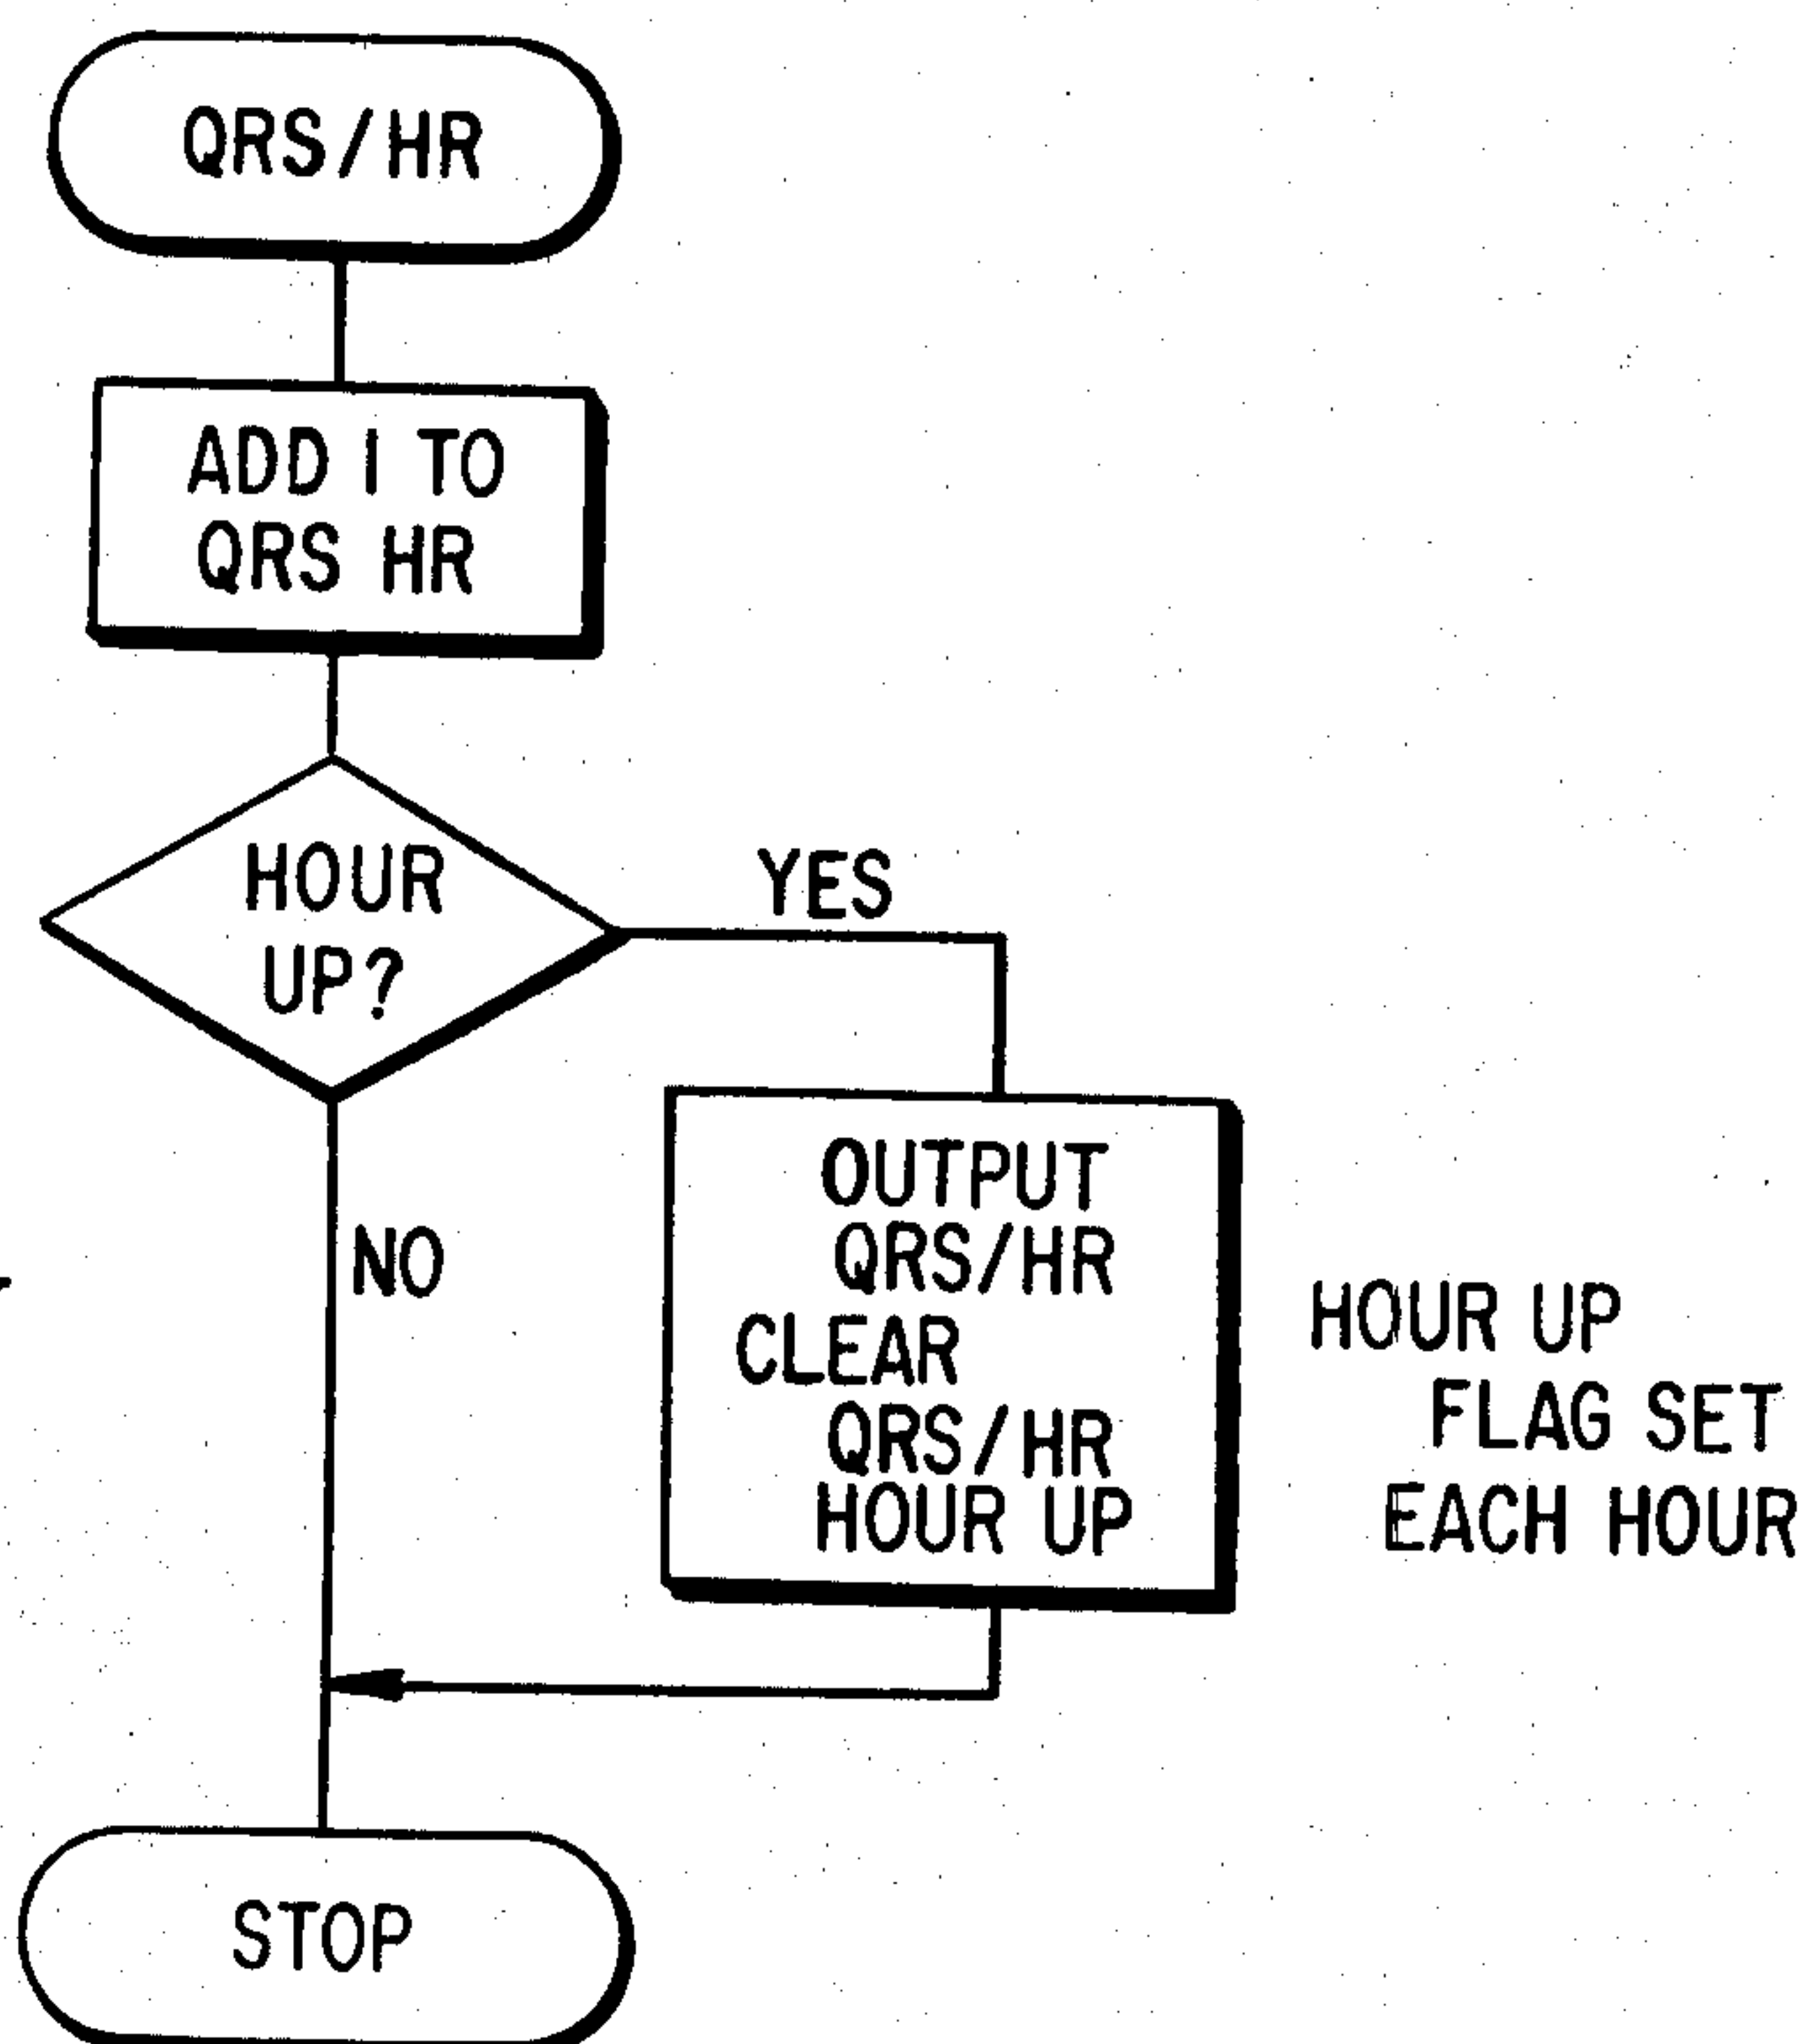 QRS/HR
ADD 1 TO
QRS HR
HOUR
UP?
YES
NO
OUTPUT
QRS/HR
CLEAR
QRS/HR
HOUR UP
HOUR UP
FLAG SET
EACH HOUR
STOP